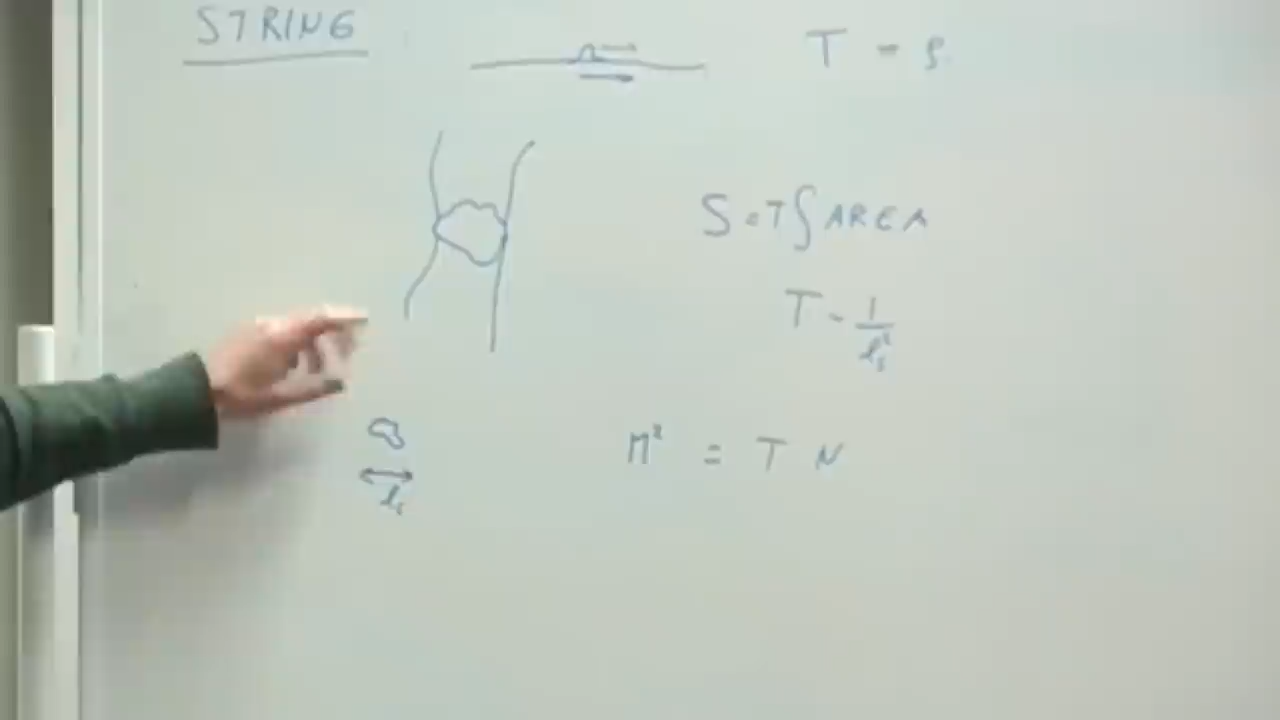 STRING
T = ρ
S = T ∫ AREA
T ~ 1/ls²
M² = T N
ls